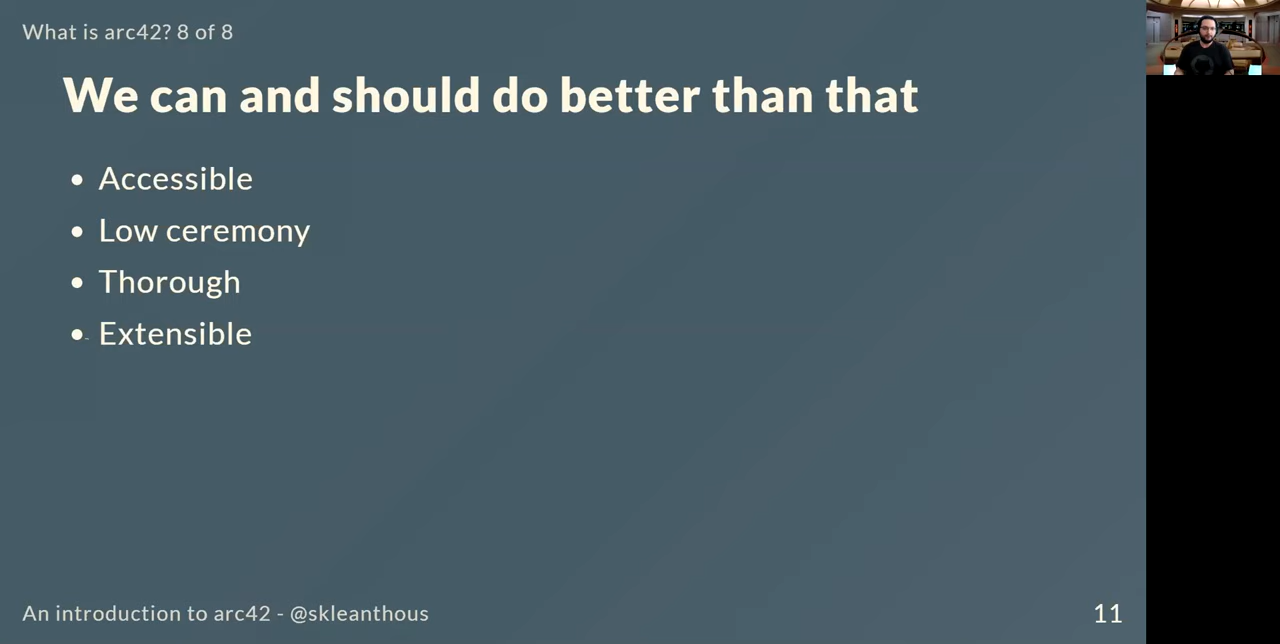 What is arc42? 8 of 8
We can and should do better than that
• Accessible
• Low ceremony
• Thorough
• Extensible
An introduction to arc42 - @skleanthous
11